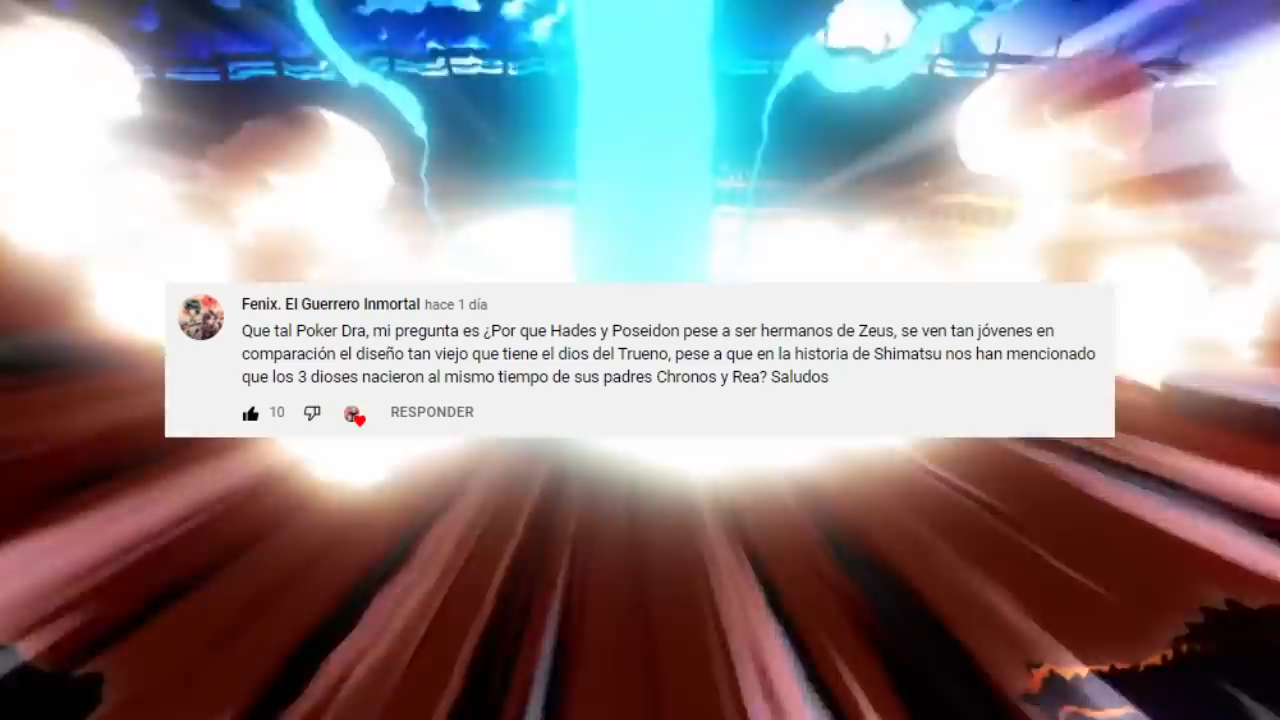 Fenix. El Guerrero Inmortal hace 1 día
Que tal Poker Dra, mi pregunta es ¿Por que Hades y Poseidon pese a ser hermanos de Zeus, se ven tan jóvenes en
comparación el diseño tan viejo que tiene el dios del Trueno, pese a que en la historia de Shimatsu nos han mencionado
que los 3 dioses nacieron al mismo tiempo de sus padres Chronos y Rea? Saludos
10 RESPONDER